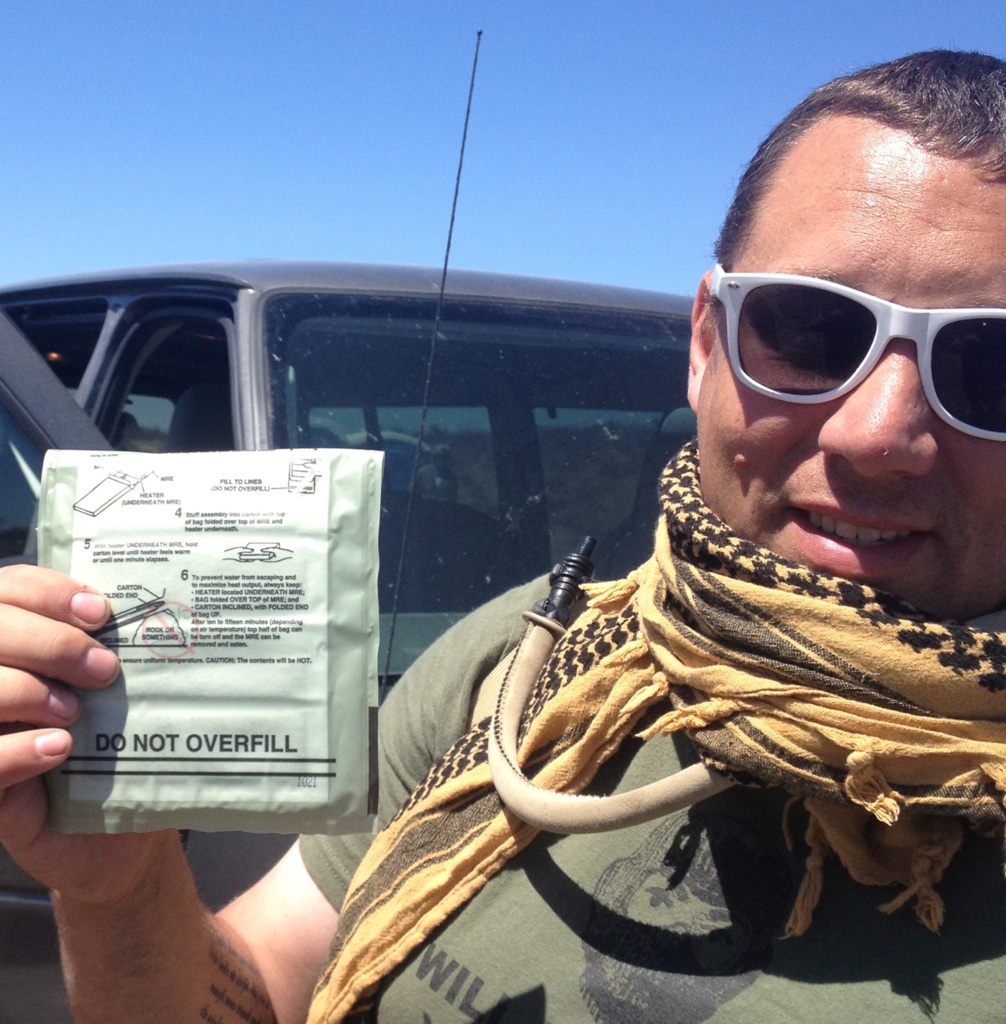 MRE
HEATER
(UNDERNEATH MRE)
FILL TO LINES
(DO NOT OVERFILL)
4 Stuff assembly into carton with top
of bag folded over top of MRE and
heater underneath.
5 With heater UNDERNEATH MRE, hold
carton level until heater feels warm
or until one minute elapses.
6 To prevent water from escaping and
to maximize heat output, always keep:
• HEATER located UNDERNEATH MRE;
• BAG folded OVER TOP of MRE; and
• CARTON INCLINED, with FOLDED END
of bag UP.
After ten to fifteen minutes (depending
on air temperature) top half of bag can
be torn off and the MRE can be
removed and eaten.
CARTON
FOLDED END
ROCK OR
SOMETHING
INCLINED
ensure uniform temperature. CAUTION: The contents will be HOT.
DO NOT OVERFILL
1021
WILL